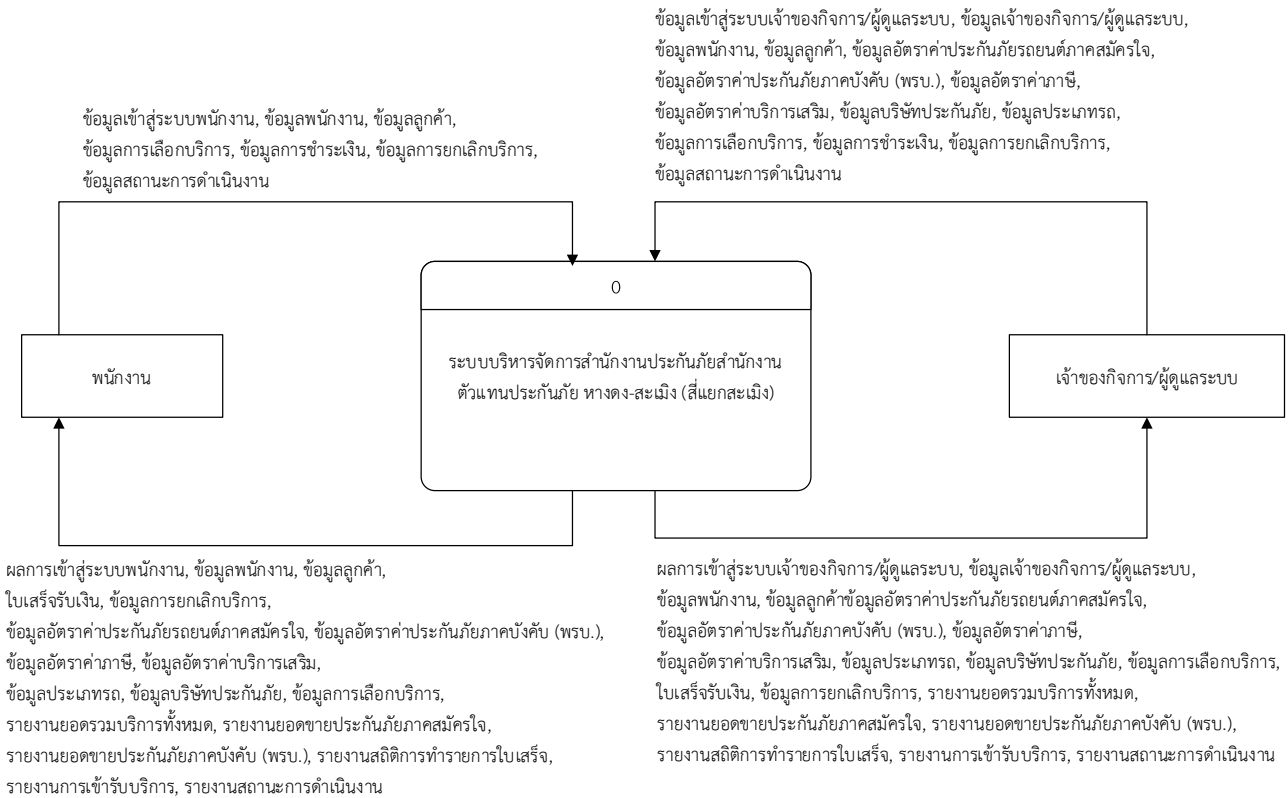 ข้อมูลเข้าสู่ระบบเจ้าของกิจการ/ผู้ดูแลระบบ, ข้อมูลเจ้าของกิจการ/ผู้ดูแลระบบ,
ข้อมูลพนักงาน, ข้อมูลลูกค้า, ข้อมูลอัตราค่าประกันภัยรถยนต์ภาคสมัครใจ,
ข้อมูลอัตราค่าประกันภัยภาคบังคับ (พรบ.), ข้อมูลอัตราค่าภาษี,
ข้อมูลอัตราค่าบริการเสริม, ข้อมูลบริษัทประกันภัย, ข้อมูลประเภทรถ,
ข้อมูลการเลือกบริการ, ข้อมูลการชำระเงิน, ข้อมูลการยกเลิกบริการ,
ข้อมูลสถานะการดำเนินงาน
ข้อมูลเข้าสู่ระบบพนักงาน, ข้อมูลพนักงาน, ข้อมูลลูกค้า,
ข้อมูลการเลือกบริการ, ข้อมูลการชำระเงิน, ข้อมูลการยกเลิกบริการ,
ข้อมูลสถานะการดำเนินงาน
0
พนักงาน
ระบบบริหารจัดการสำนักงานประกันภัยสำนักงาน
ตัวแทนประกันภัย หางดง-สะเมิง (สี่แยกสะเมิง)
เจ้าของกิจการ/ผู้ดูแลระบบ
ผลการเข้าสู่ระบบพนักงาน, ข้อมูลพนักงาน, ข้อมูลลูกค้า,
ใบเสร็จรับเงิน, ข้อมูลการยกเลิกบริการ,
ข้อมูลอัตราค่าประกันภัยรถยนต์ภาคสมัครใจ, ข้อมูลอัตราค่าประกันภัยภาคบังคับ (พรบ.),
ข้อมูลอัตราค่าภาษี, ข้อมูลอัตราค่าบริการเสริม,
ข้อมูลประเภทรถ, ข้อมูลบริษัทประกันภัย, ข้อมูลการเลือกบริการ,
รายงานยอดรวมบริการทั้งหมด, รายงานยอดขายประกันภัยภาคสมัครใจ,
รายงานยอดขายประกันภัยภาคบังคับ (พรบ.), รายงานสถิติการทำรายการใบเสร็จ,
รายงานการเข้ารับบริการ, รายงานสถานะการดำเนินงาน
ผลการเข้าสู่ระบบเจ้าของกิจการ/ผู้ดูแลระบบ, ข้อมูลเจ้าของกิจการ/ผู้ดูแลระบบ,
ข้อมูลพนักงาน, ข้อมูลลูกค้าข้อมูลอัตราค่าประกันภัยรถยนต์ภาคสมัครใจ,
ข้อมูลอัตราค่าประกันภัยภาคบังคับ (พรบ.), ข้อมูลอัตราค่าภาษี,
ข้อมูลอัตราค่าบริการเสริม, ข้อมูลประเภทรถ, ข้อมูลบริษัทประกันภัย, ข้อมูลการเลือกบริการ,
ใบเสร็จรับเงิน, ข้อมูลการยกเลิกบริการ, รายงานยอดรวมบริการทั้งหมด,
รายงานยอดขายประกันภัยภาคสมัครใจ, รายงานยอดขายประกันภัยภาคบังคับ (พรบ.),
รายงานสถิติการทำรายการใบเสร็จ, รายงานการเข้ารับบริการ, รายงานสถานะการดำเนินงาน